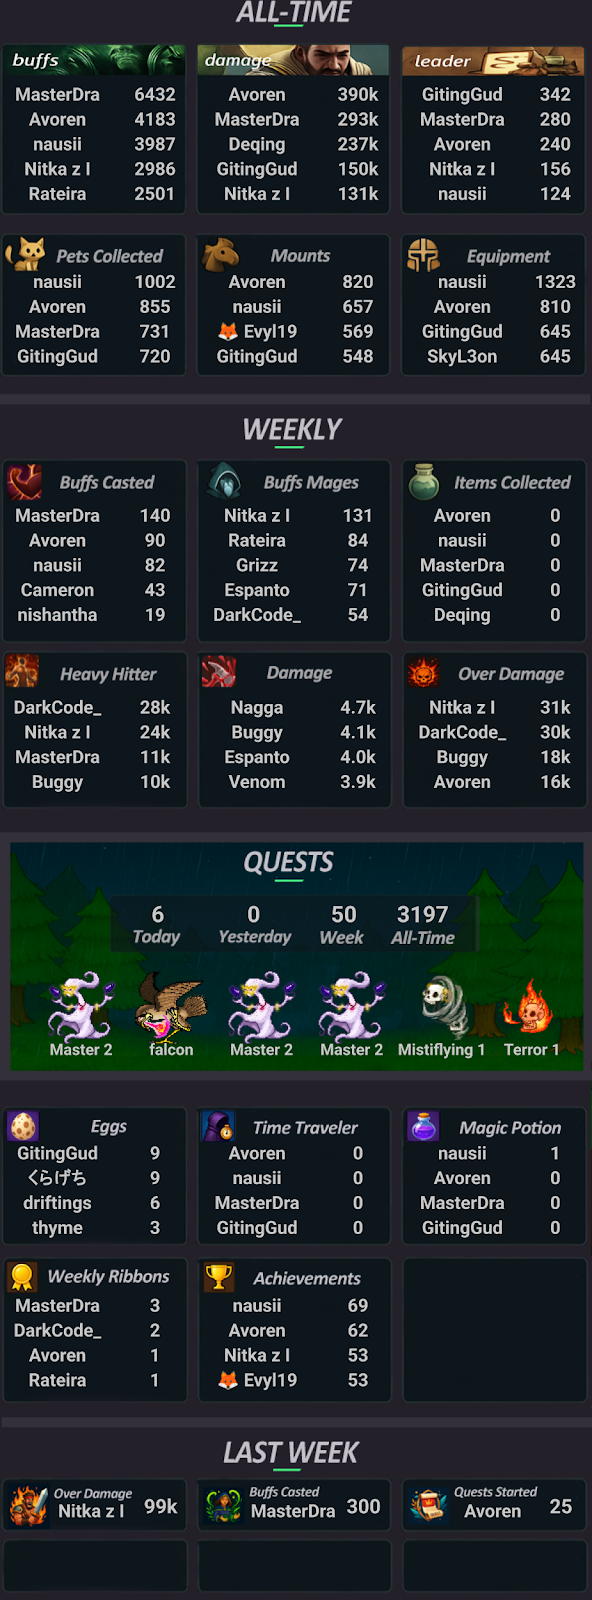 ALL-TIME
buffs
MasterDra 6432
Avoren 4183
nausii 3987
Nitka z l 2986
Rateira 2501
damage
Avoren 390k
MasterDra 293k
Deqing 237k
GitingGud 150k
Nitka z l 131k
leader
GitingGud 342
MasterDra 280
Avoren 240
Nitka z l 156
nausii 124
Pets Collected
nausii 1002
Avoren 855
MasterDra 731
GitingGud 720
Mounts
Avoren 820
nausii 657
🦊 Evyl19 569
GitingGud 548
Equipment
nausii 1323
Avoren 810
GitingGud 645
SkyL3on 645
WEEKLY
Buffs Casted
MasterDra 140
Avoren 90
nausii 82
Cameron 43
nishantha 19
Buffs Mages
Nitka z l 131
Rateira 84
Grizz 74
Espanto 71
DarkCode_ 54
Items Collected
Avoren 0
nausii 0
MasterDra 0
GitingGud 0
Deqing 0
Heavy Hitter
DarkCode_ 28k
Nitka z l 24k
MasterDra 11k
Buggy 10k
Damage
Nagga 4.7k
Buggy 4.1k
Espanto 4.0k
Venom 3.9k
Over Damage
Nitka z l 31k
DarkCode_ 30k
Buggy 18k
Avoren 16k
QUESTS
6 0 50 3197
Today Yesterday Week All-Time
Master 2 falcon Master 2 Master 2 Mistiflying 1 Terror 1
Eggs
GitingGud 9
くらげち 9
driftings 6
thyme 3
Time Traveler
Avoren 0
nausii 0
MasterDra 0
GitingGud 0
Magic Potion
nausii 1
Avoren 0
MasterDra 0
GitingGud 0
Weekly Ribbons
MasterDra 3
DarkCode_ 2
Avoren 1
Rateira 1
Achievements
nausii 69
Avoren 62
Nitka z l 53
🦊 Evyl19 53
LAST WEEK
Over Damage
Nitka z l 99k
Buffs Casted
MasterDra 300
Quests Started
Avoren 25